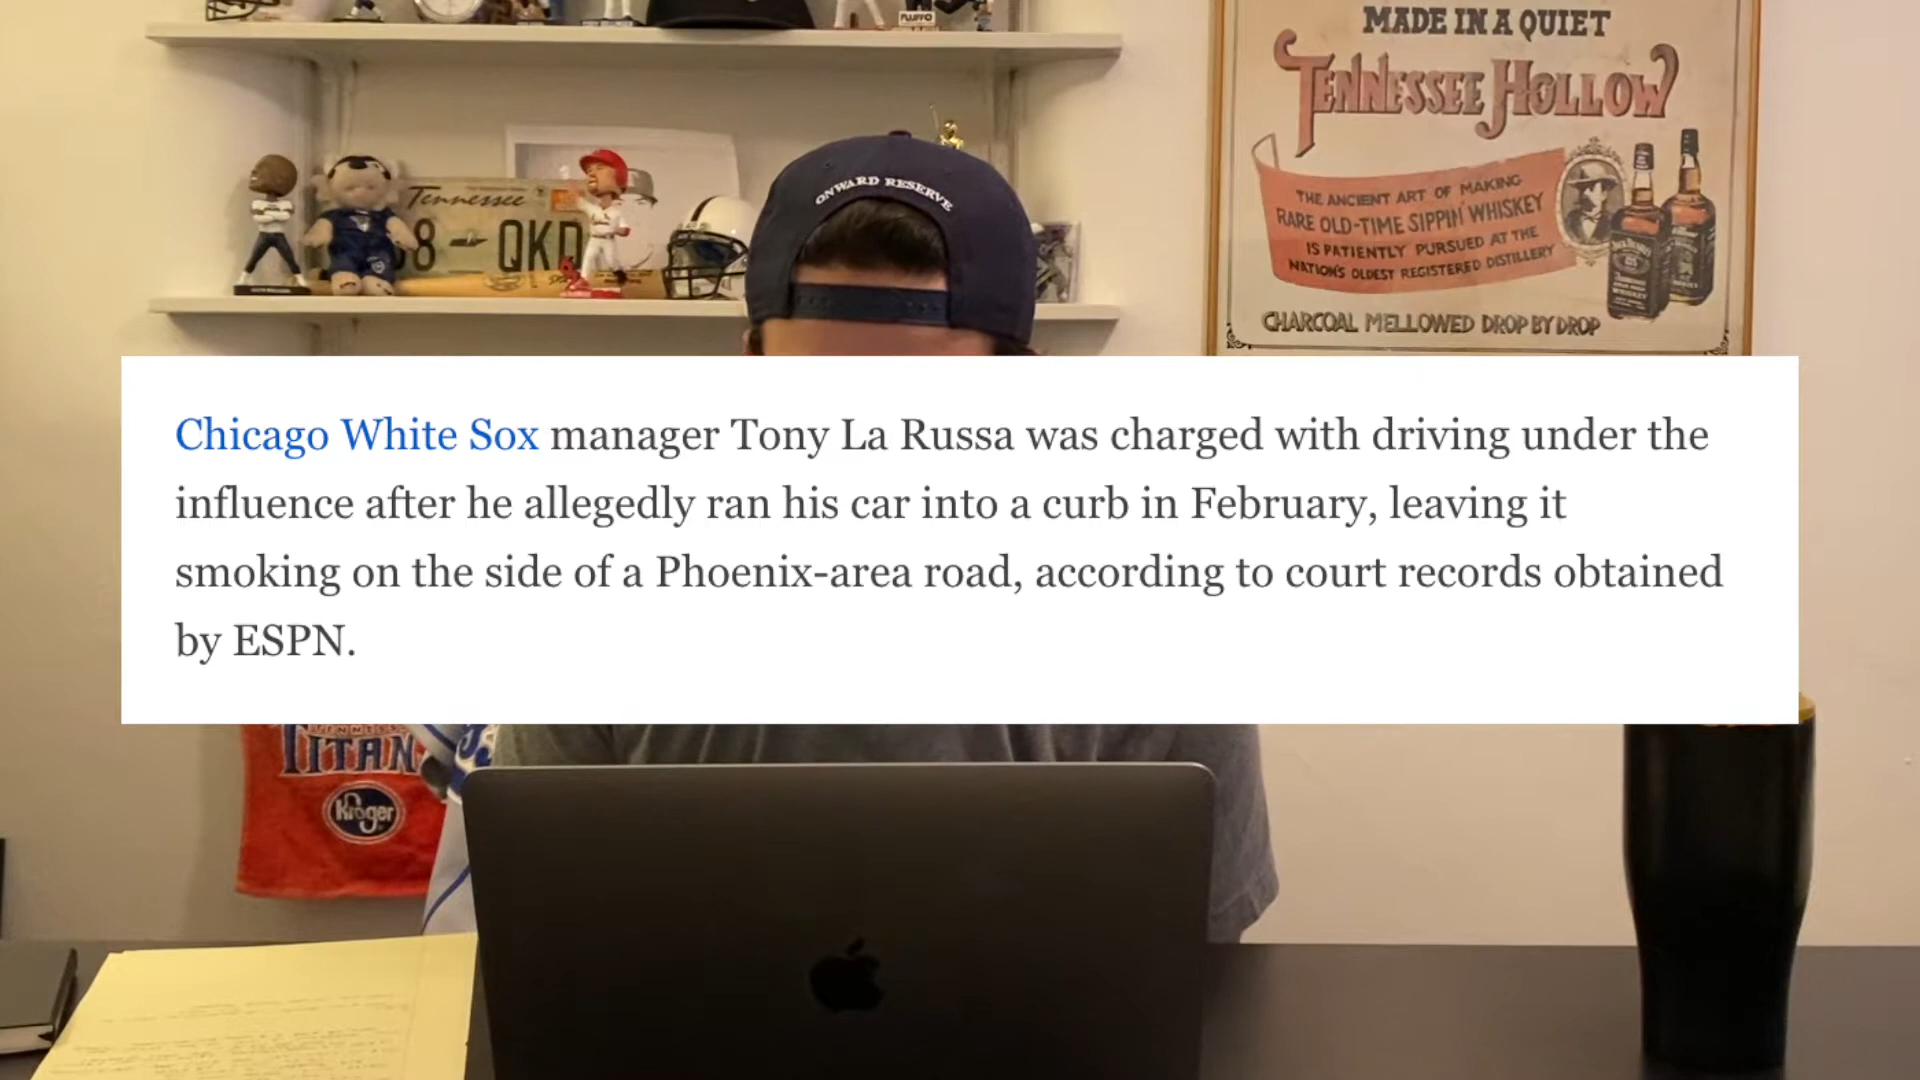 FLUFFO
MADE IN A QUIET
TENNESSEE HOLLOW
THE ANCIENT ART OF MAKING
RARE OLD-TIME SIPPIN' WHISKEY
IS PATIENTLY PURSUED AT THE
NATION'S OLDEST REGISTERED DISTILLERY
CHARCOAL MELLOWED DROP BY DROP
ONWARD RESERVE
Tennessee
8 QKD
Chicago White Sox manager Tony La Russa was charged with driving under the
influence after he allegedly ran his car into a curb in February, leaving it
smoking on the side of a Phoenix-area road, according to court records obtained
by ESPN.
TITAN
Kroger